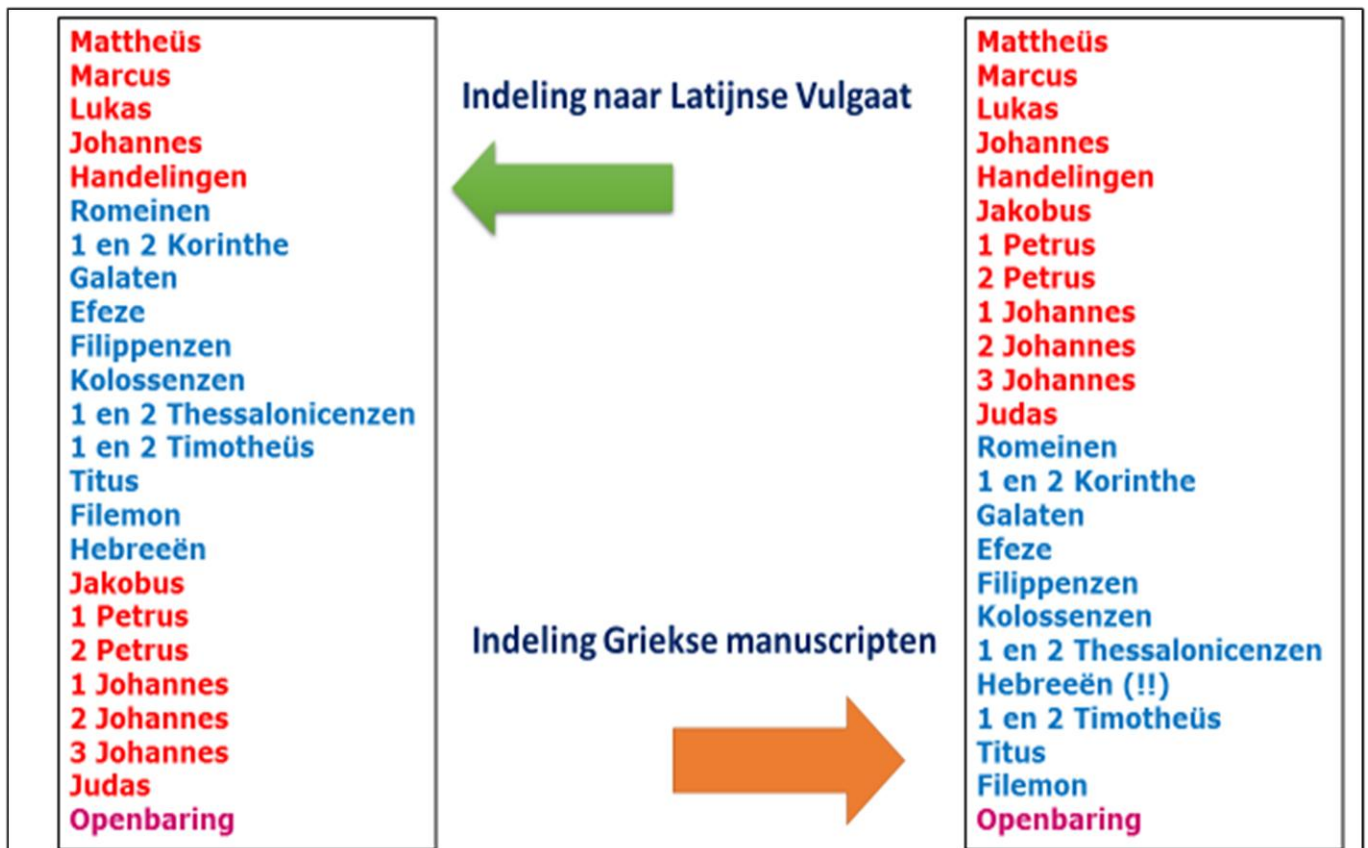 Mattheüs
Marcus
Lukas
Johannes
Handelingen
Romeinen
1 en 2 Korinthe
Galaten
Efeze
Filippenzen
Kolossenzen
1 en 2 Thessalonicenzen
1 en 2 Timotheüs
Titus
Filemon
Hebreeën
Jakobus
1 Petrus
2 Petrus
1 Johannes
2 Johannes
3 Johannes
Judas
Openbaring
Indeling naar Latijnse Vulgaat
Indeling Griekse manuscripten
Mattheüs
Marcus
Lukas
Johannes
Handelingen
Jakobus
1 Petrus
2 Petrus
1 Johannes
2 Johannes
3 Johannes
Judas
Romeinen
1 en 2 Korinthe
Galaten
Efeze
Filippenzen
Kolossenzen
1 en 2 Thessalonicenzen
Hebreeën (!!)
1 en 2 Timotheüs
Titus
Filemon
Openbaring